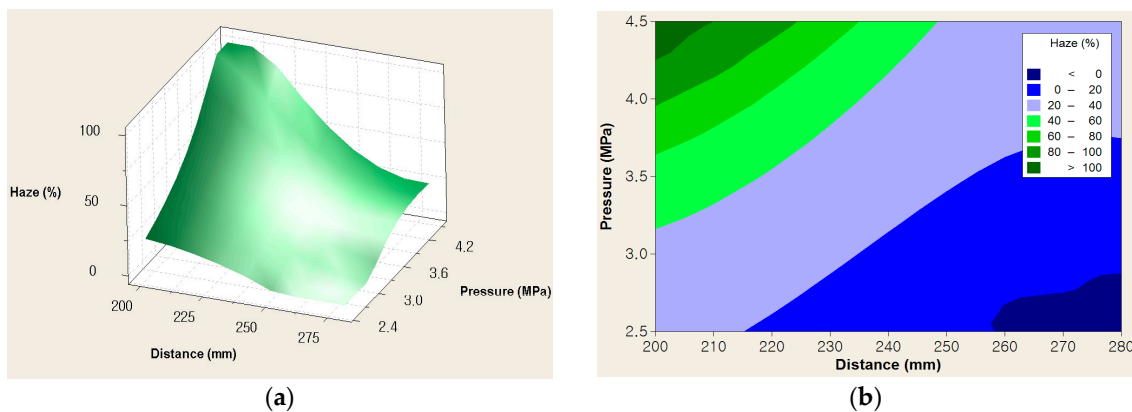 100
50
0
Haze (%)
200
225
250
275
Distance (mm)
2.4
3.0
3.6
4.2
Pressure (MPa)
(a)
4.5
4.0
3.5
3.0
2.5
Pressure (MPa)
200 210 220 230 240 250 260 270 280
Distance (mm)
Haze (%)
< 0
0 – 20
20 – 40
40 – 60
60 – 80
80 – 100
> 100
(b)